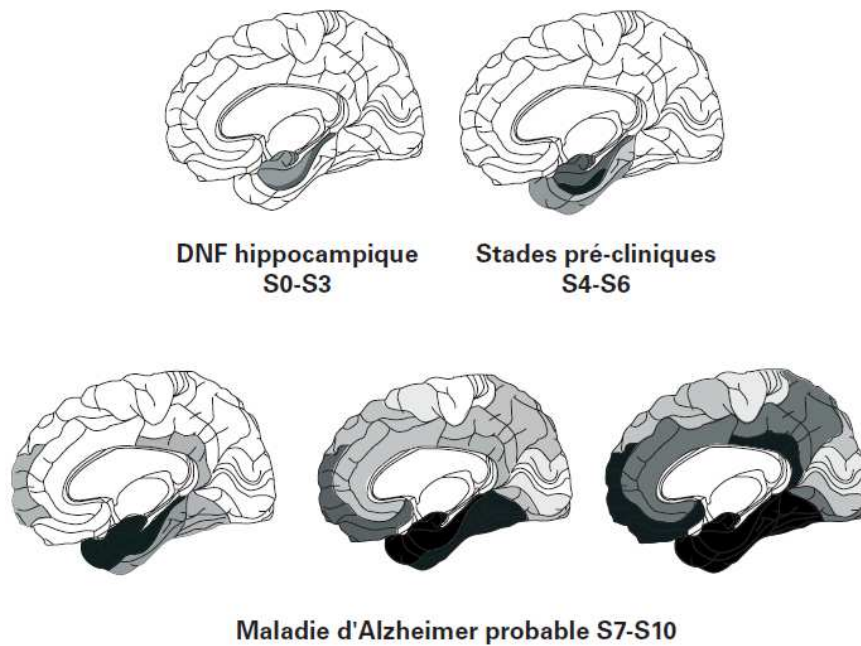 DNF hippocampique
S0-S3
Stades pré-cliniques
S4-S6
Maladie d'Alzheimer probable S7-S10